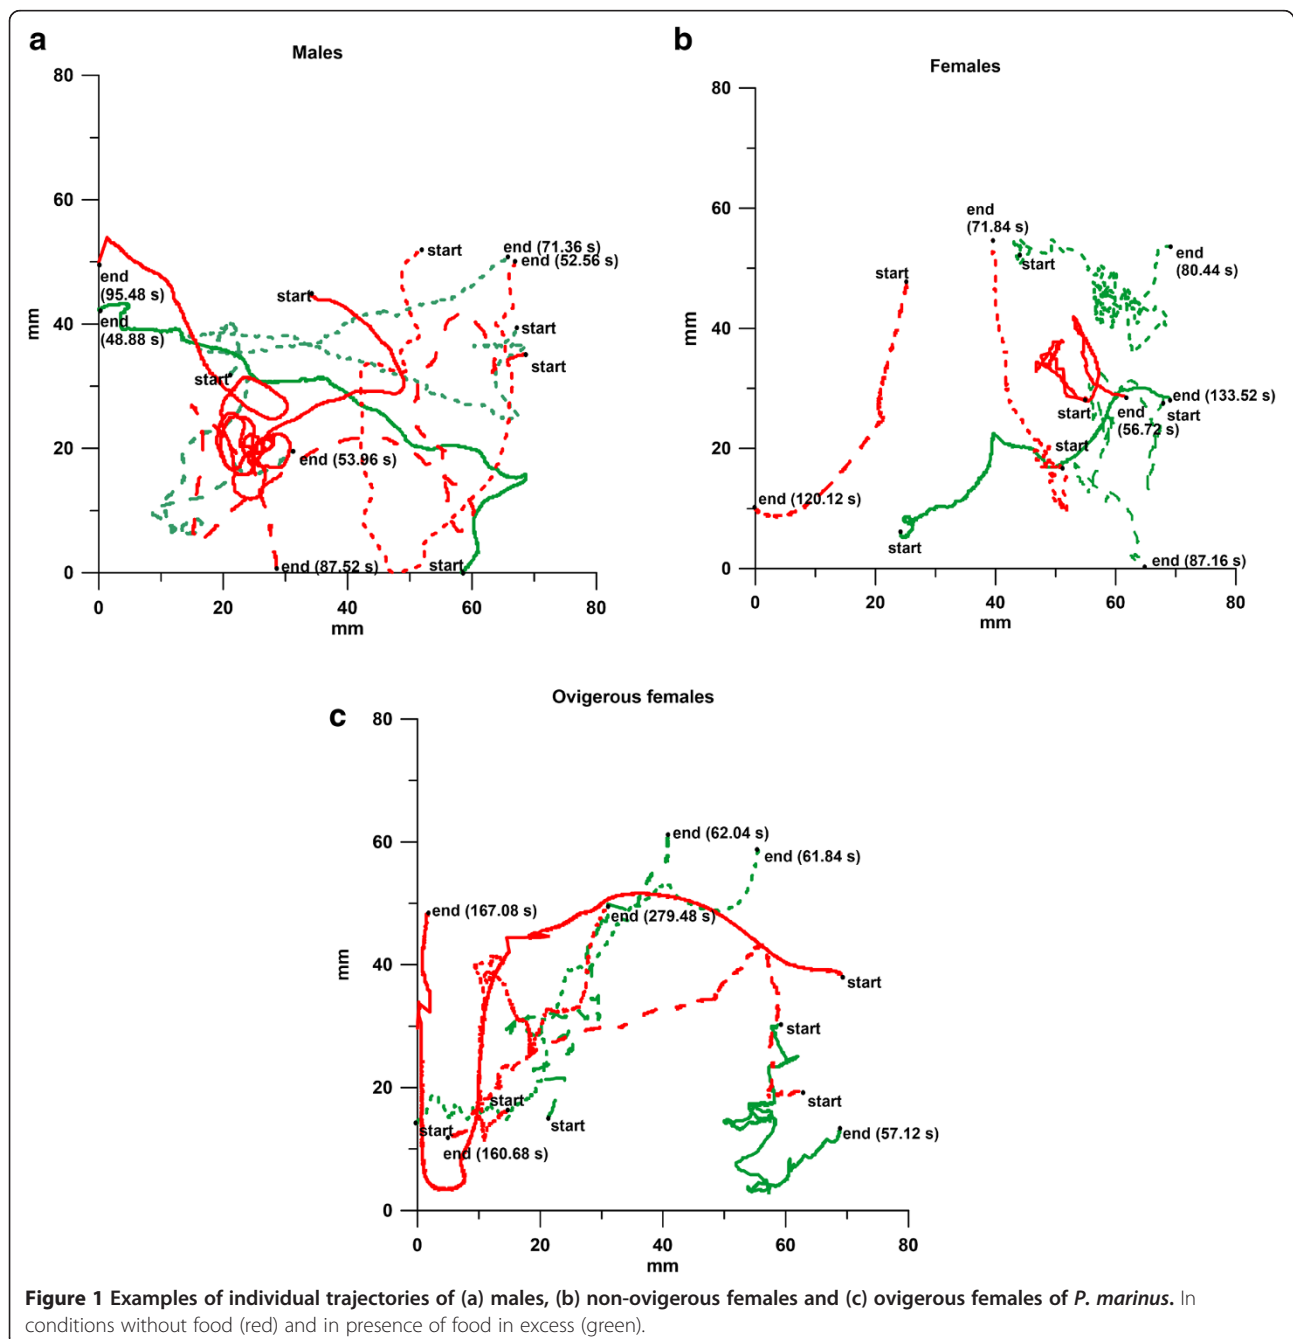 a
Males
80
60
40
20
0
mm
start
end (71.36 s)
end (52.56 s)
end
(95.48 s)
start
end
(48.88 s)
start
start
start
end (53.96 s)
end (87.52 s)
start
0
20
40
60
80
mm
b
Females
80
60
40
20
0
mm
end
(71.84 s)
start
start
end
(80.44 s)
start
end
(56.72 s)
end (133.52 s)
start
start
end (120.12 s)
start
end (87.16 s)
0
20
40
60
80
mm
c
Ovigerous females
80
60
40
20
0
mm
end (62.04 s)
end (61.84 s)
end (167.08 s)
end (279.48 s)
start
start
start
start
start
start
end (160.68 s)
end (57.12 s)
0
20
40
60
80
mm
Figure 1 Examples of individual trajectories of (a) males, (b) non-ovigerous females and (c) ovigerous females of P. marinus. In
conditions without food (red) and in presence of food in excess (green).